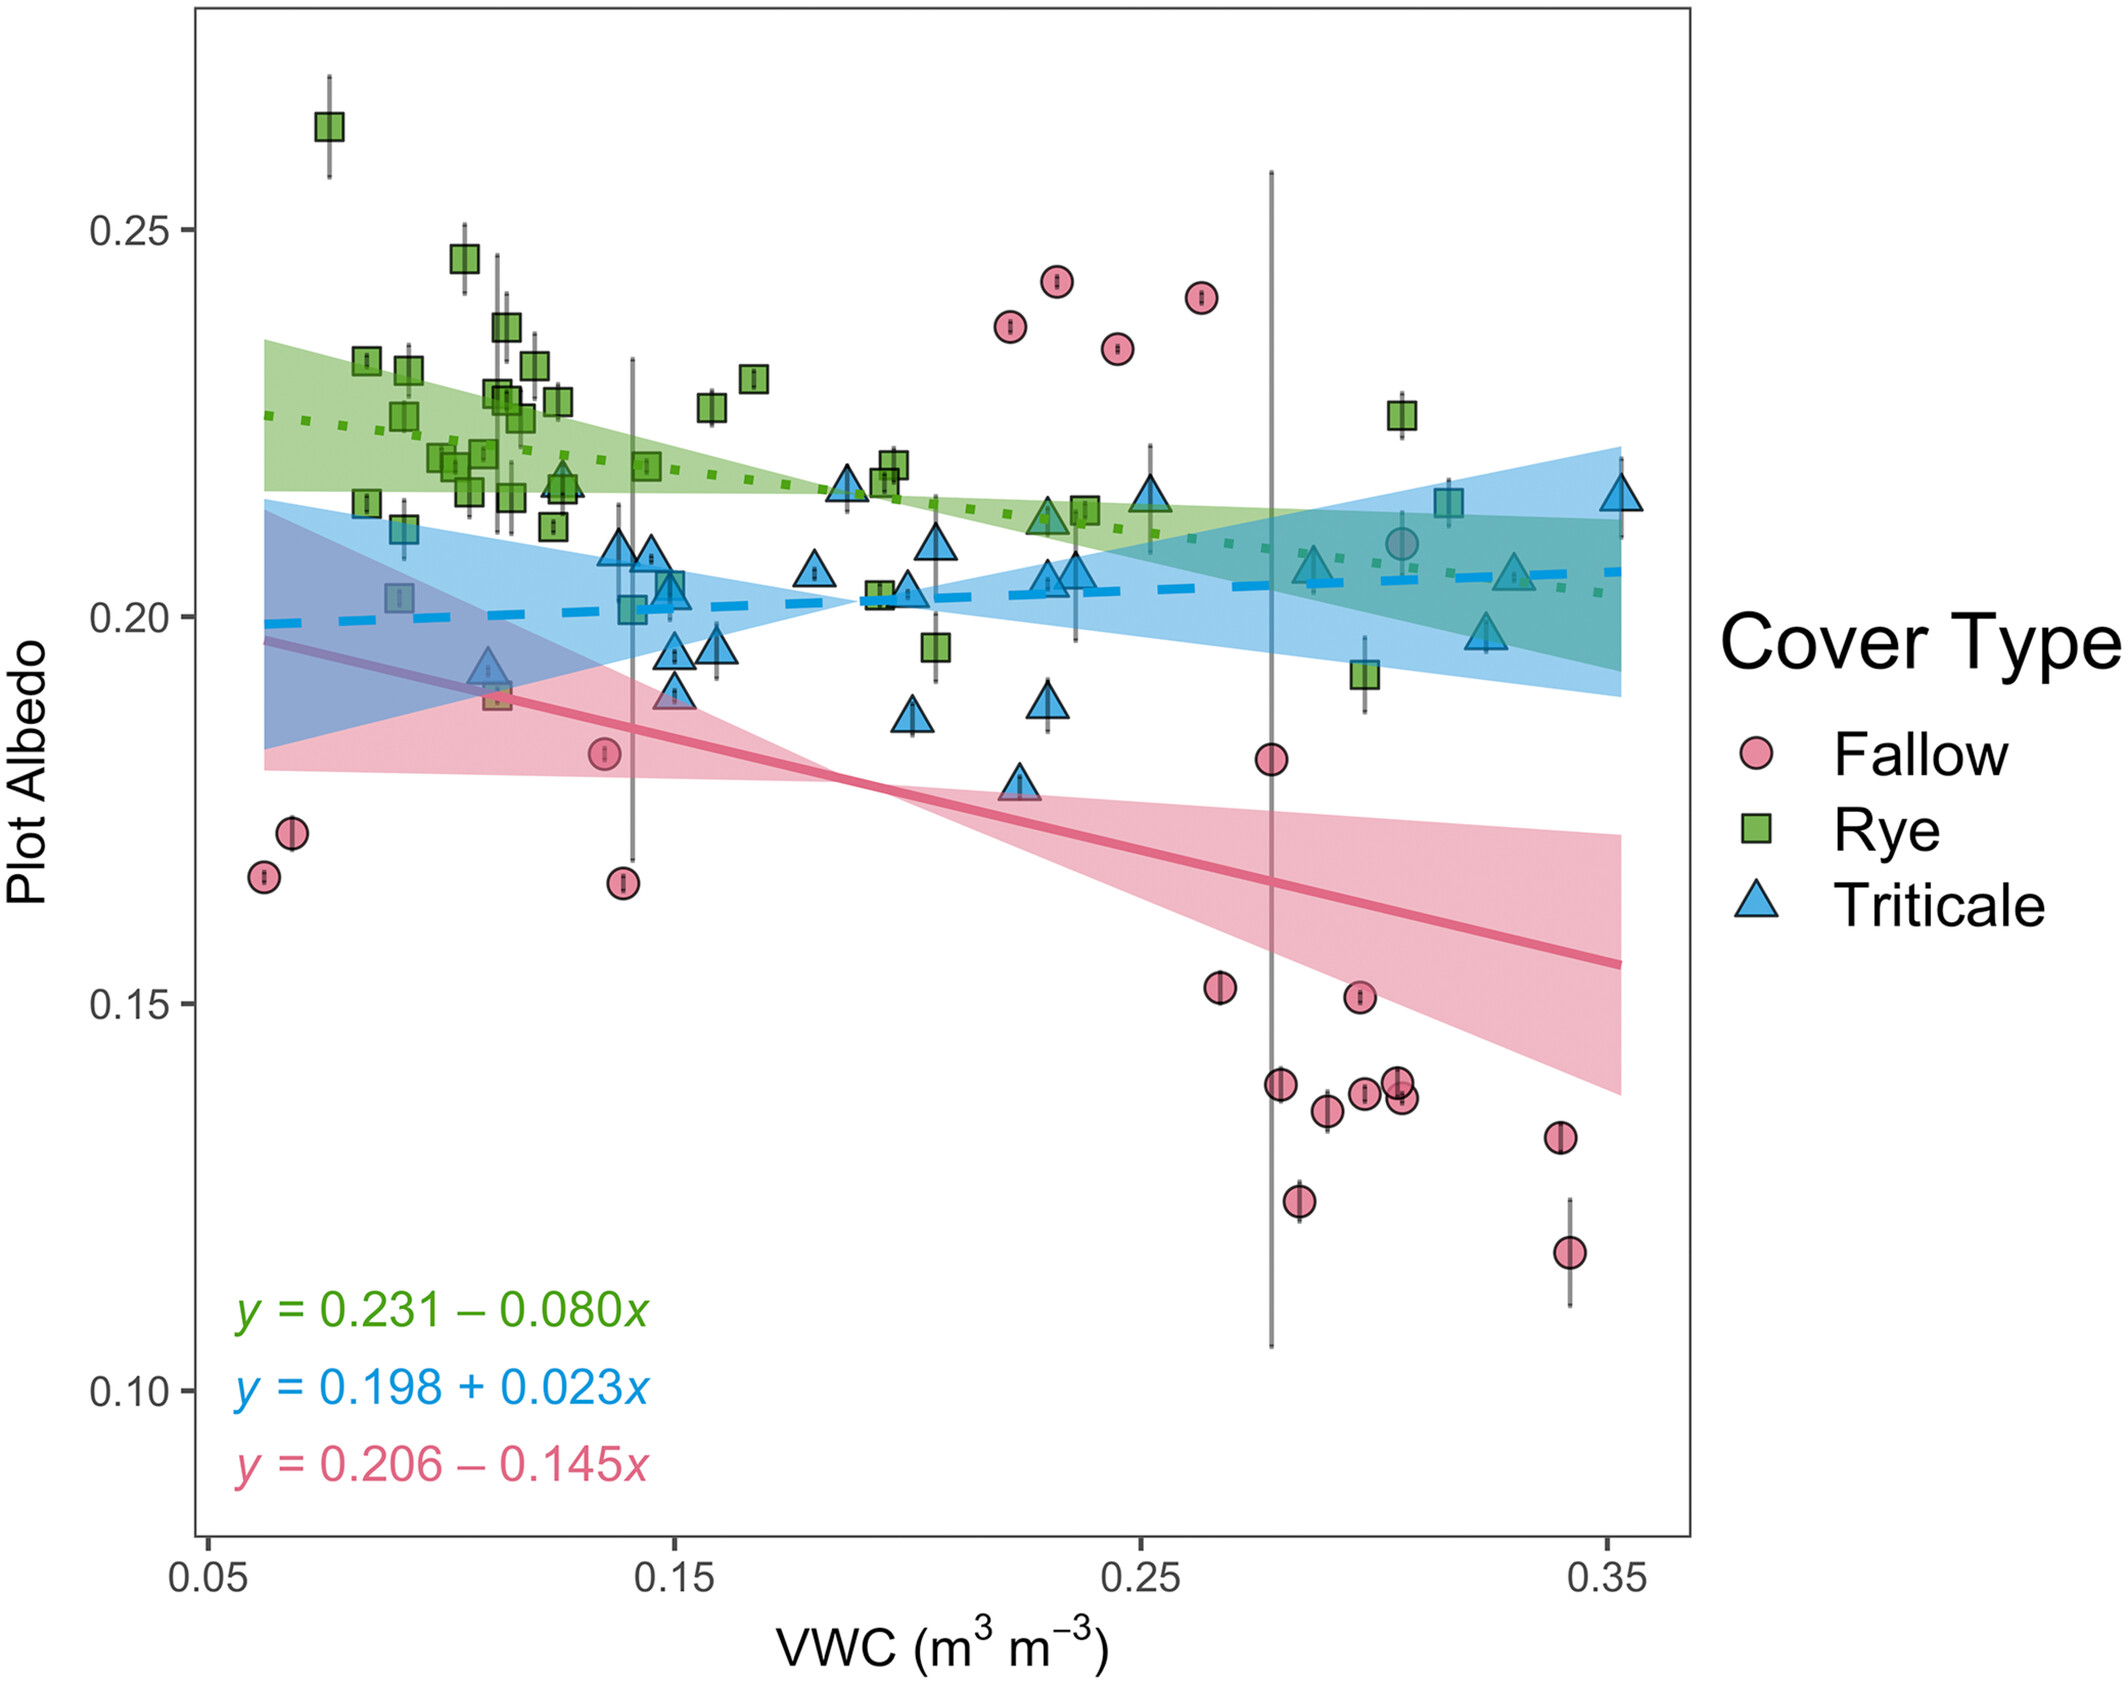 0.25
0.20
0.15
0.10
Plot Albedo
y = 0.231 – 0.080x
y = 0.198 + 0.023x
y = 0.206 – 0.145x
0.05 0.15 0.25 0.35
VWC (m³ m⁻³)
Cover Type
Fallow
Rye
Triticale